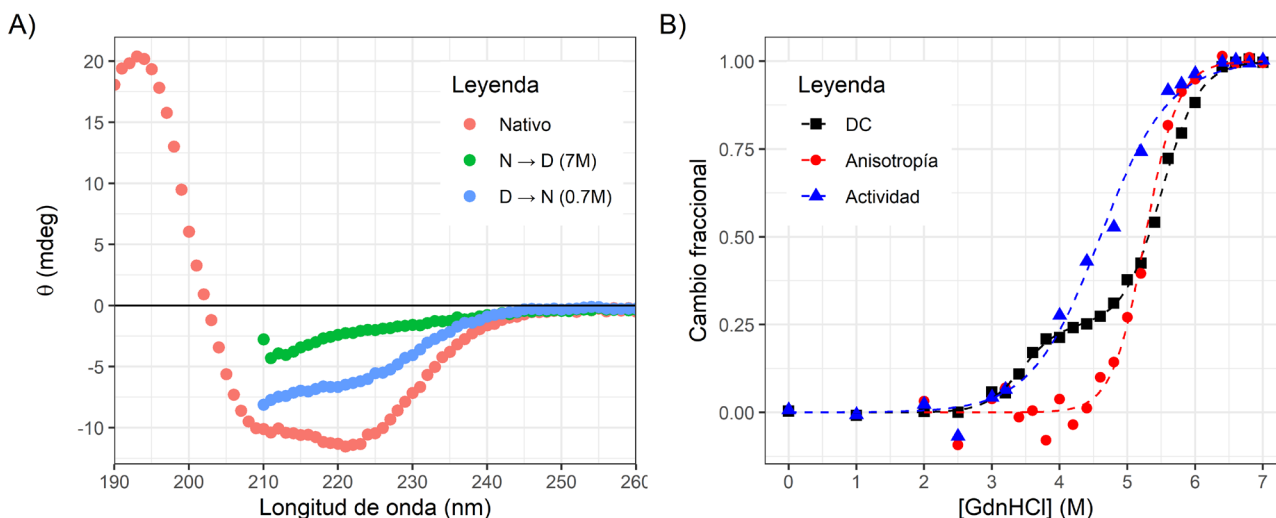 A)
θ (mdeg)
20
15
10
5
0
-5
-10
190
200
210
220
230
240
250
260
Longitud de onda (nm)
Leyenda
Nativo
N → D (7M)
D → N (0.7M)
B)
Cambio fraccional
1.00
0.75
0.50
0.25
0.00
0
1
2
3
4
5
6
7
[GdnHCl] (M)
Leyenda
DC
Anisotropía
Actividad